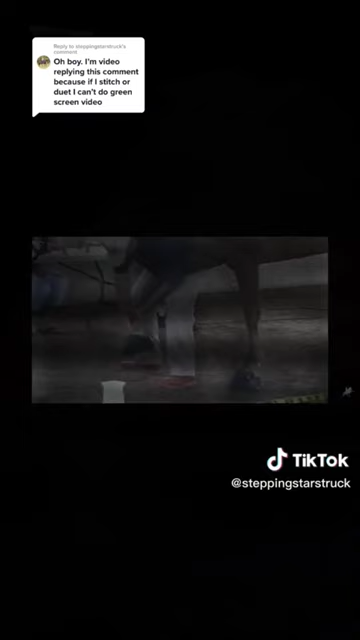 Reply to steppingstarstruck's
comment
Oh boy. I'm video
replying this comment
because if I stitch or
duet I can't do green
screen video
TikTok
@steppingstarstruck